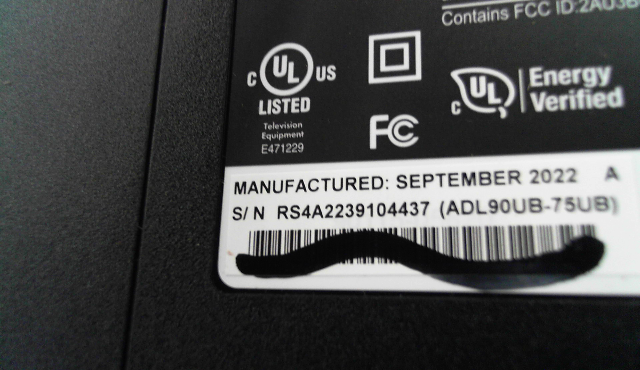 Contains FCC ID:2AU3B
C UL US
LISTED
Television
Equipment
E471229
FC
C UL Energy
Verified
MANUFACTURED: SEPTEMBER 2022 A
S/N RS4A2239104437 (ADL90UB-75UB)